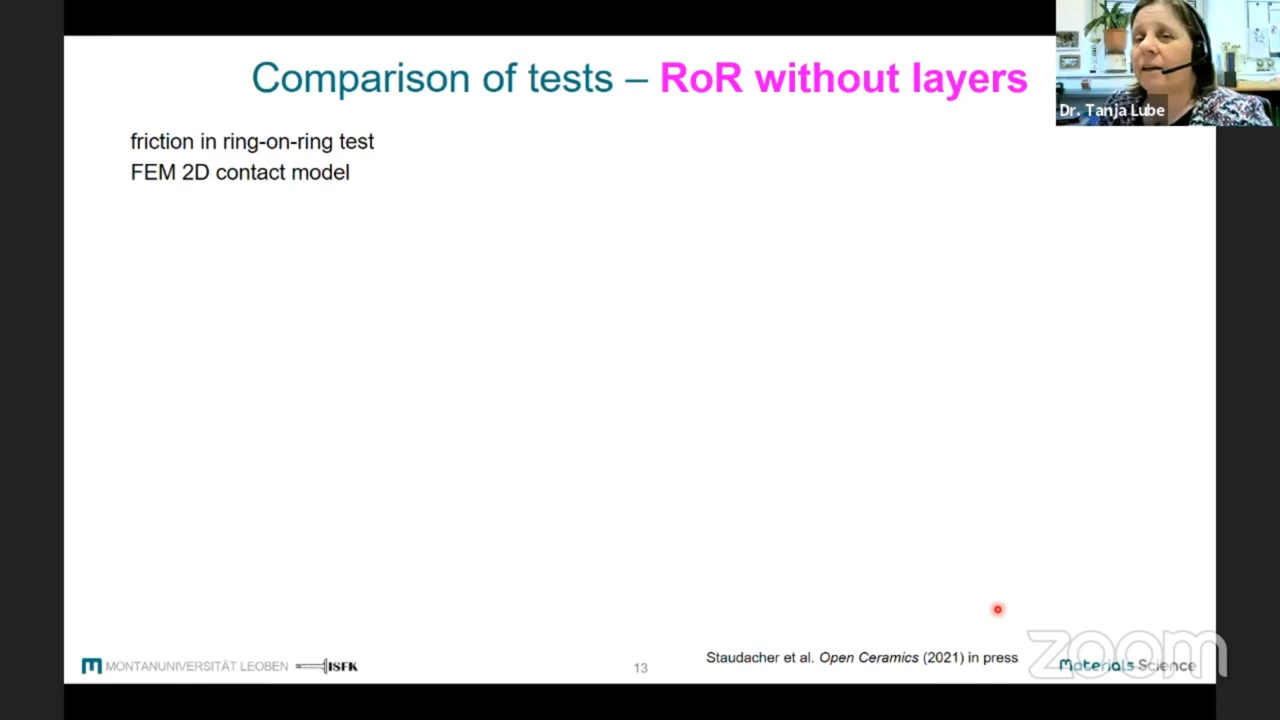 Comparison of tests – RoR without layers
Dr. Tanja Lube
friction in ring-on-ring test
FEM 2D contact model
MONTANUNIVERSITÄT LEOBEN
ISFK
13
Staudacher et al. Open Ceramics (2021) in press
Materials Science
zoom